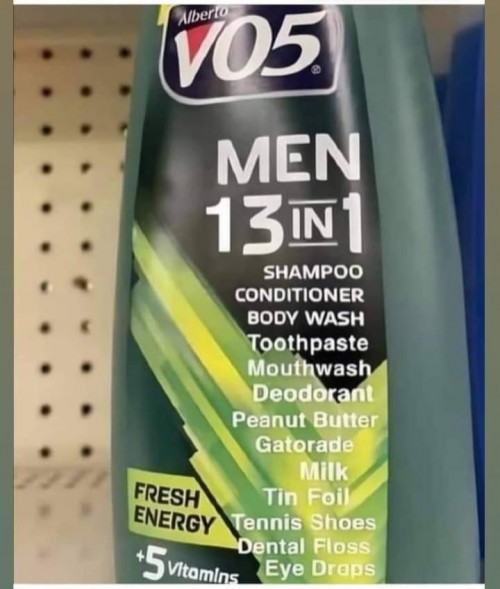 Alberto
VO5®
MEN
13 IN 1
SHAMPOO
CONDITIONER
BODY WASH
Toothpaste
Mouthwash
Deodorant
Peanut Butter
Gatorade
Milk
Tin Foil
Tennis Shoes
Dental Floss
Eye Drops
FRESH
ENERGY
+5 Vitamins